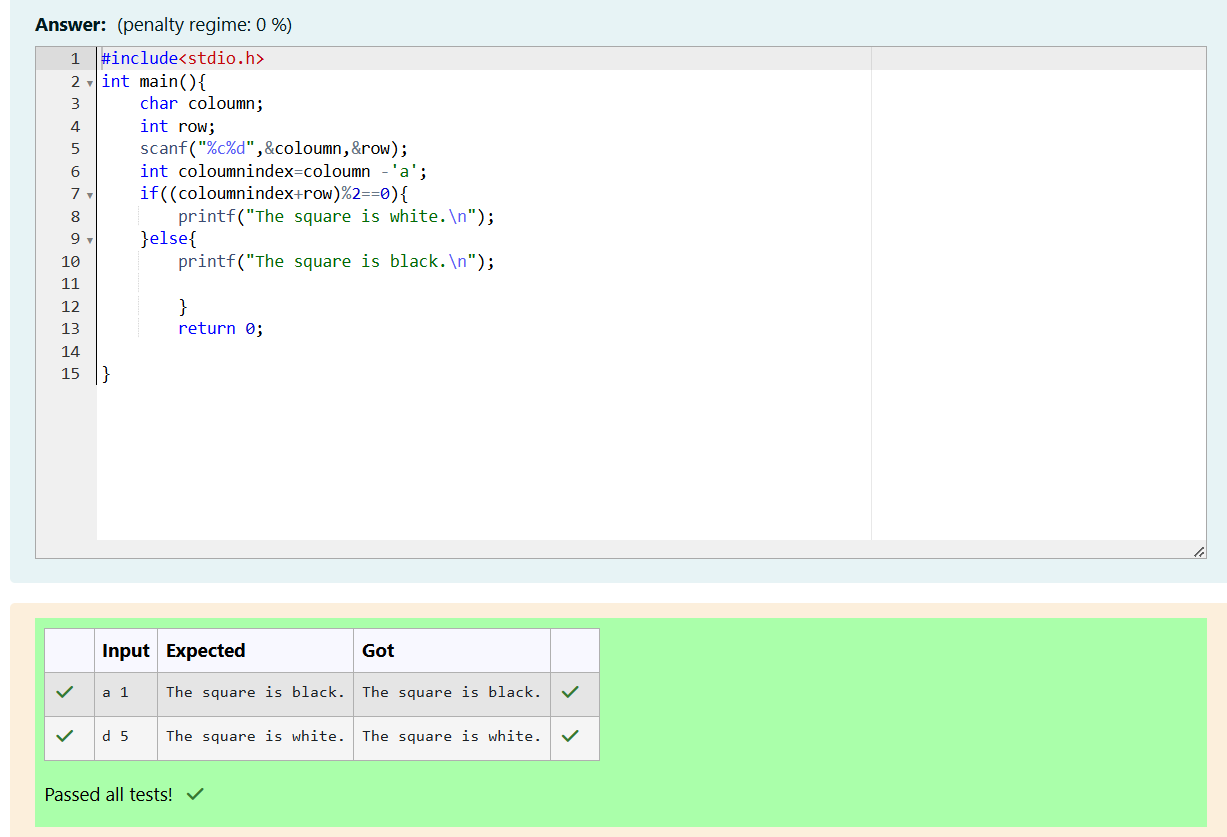 Answer: (penalty regime: 0 %)
1 #include<stdio.h>
2 int main(){
3     char coloumn;
4     int row;
5     scanf("%c%d",&coloumn,&row);
6     int coloumnindex=coloumn -'a';
7     if((coloumnindex+row)%2==0){
8         printf("The square is white.\n");
9     }else{
10         printf("The square is black.\n");
11
12         }
13         return 0;
14
15 }
Input Expected Got
a 1 The square is black. The square is black.
d 5 The square is white. The square is white.
Passed all tests!